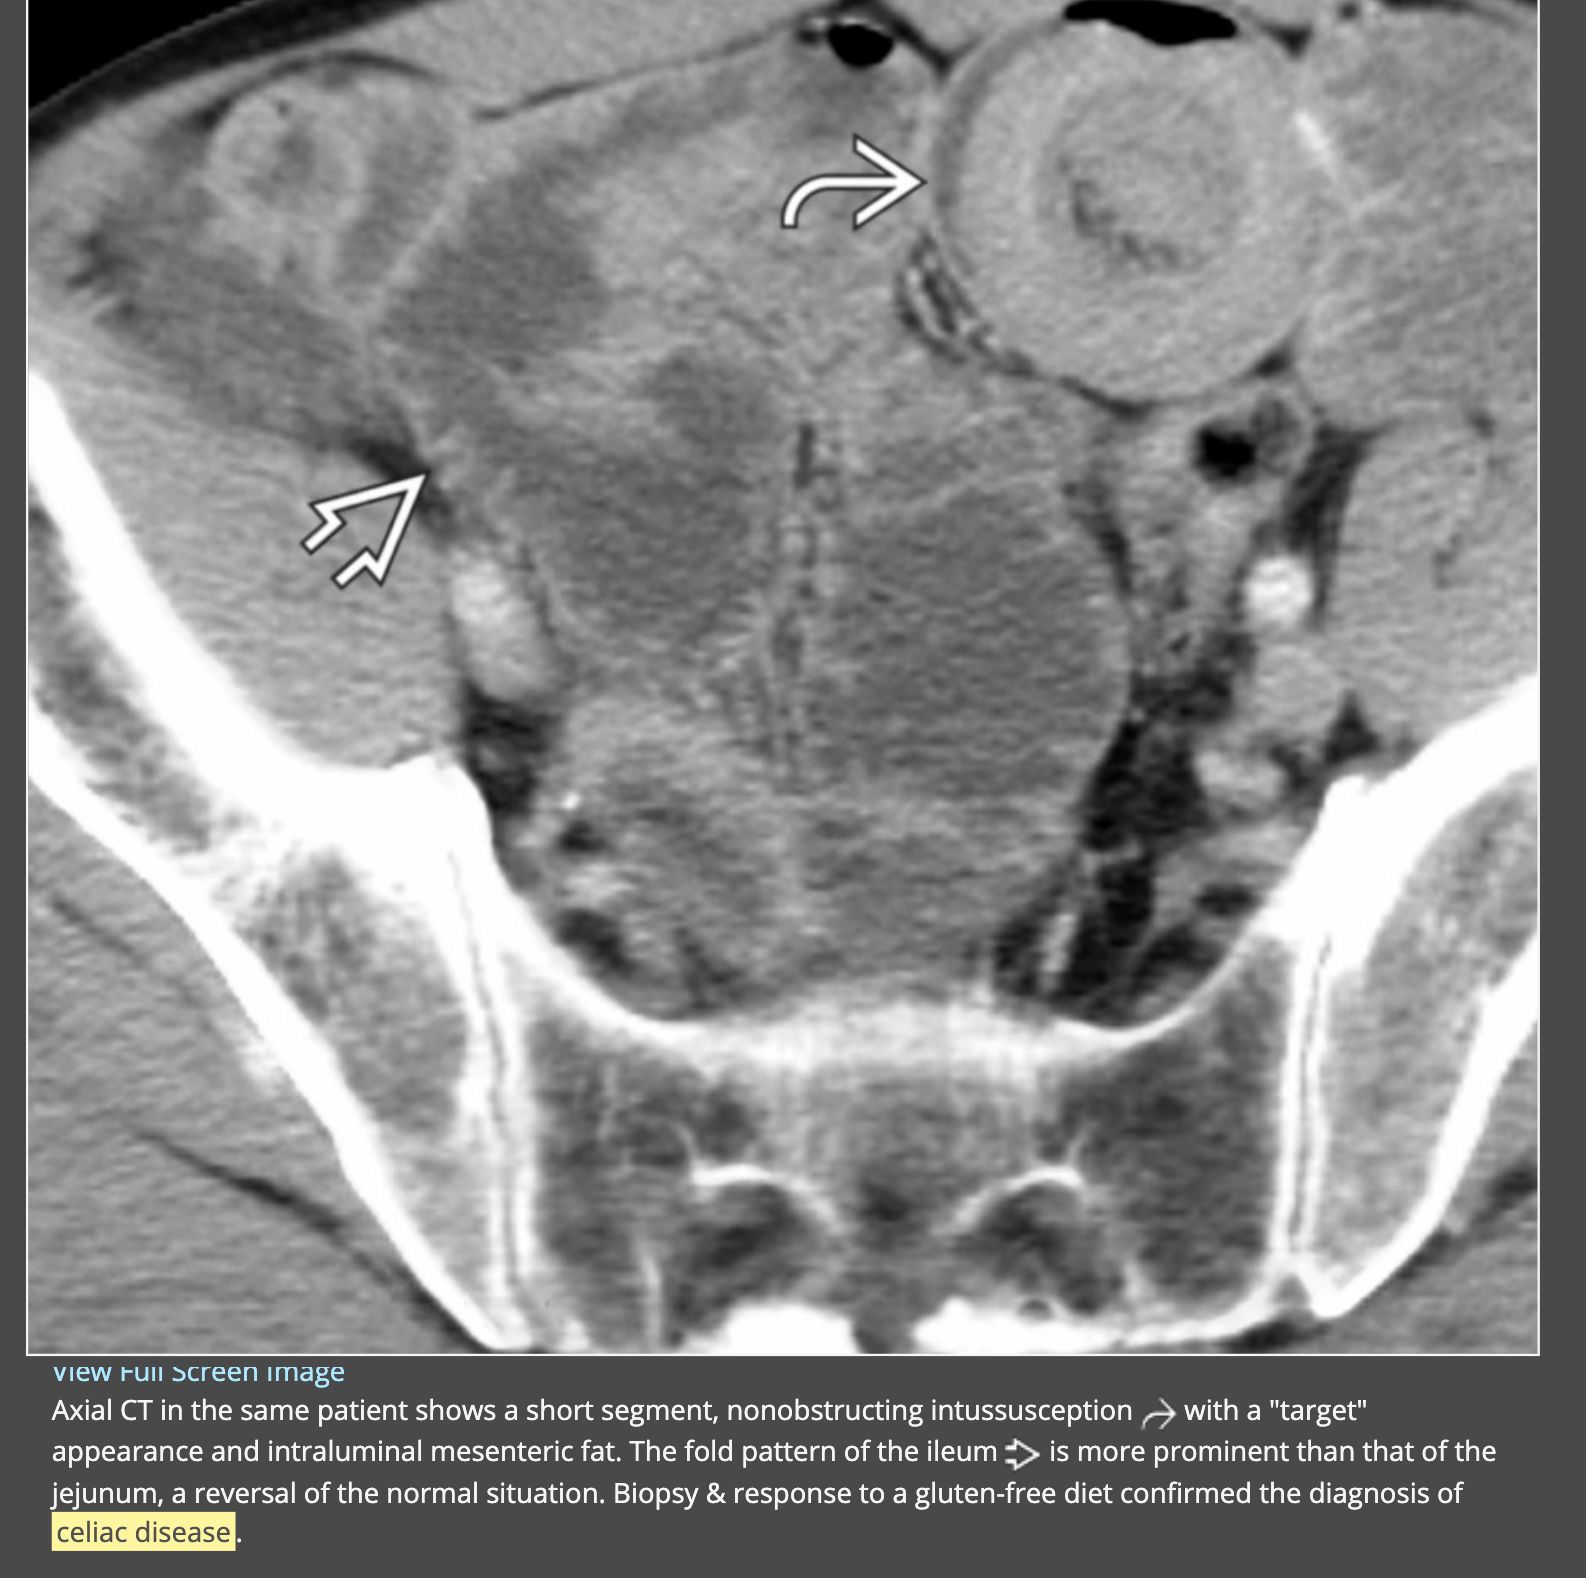 View Full Screen Image
Axial CT in the same patient shows a short segment, nonobstructing intussusception with a "target"
appearance and intraluminal mesenteric fat. The fold pattern of the ileum is more prominent than that of the
jejunum, a reversal of the normal situation. Biopsy & response to a gluten-free diet confirmed the diagnosis of
celiac disease.